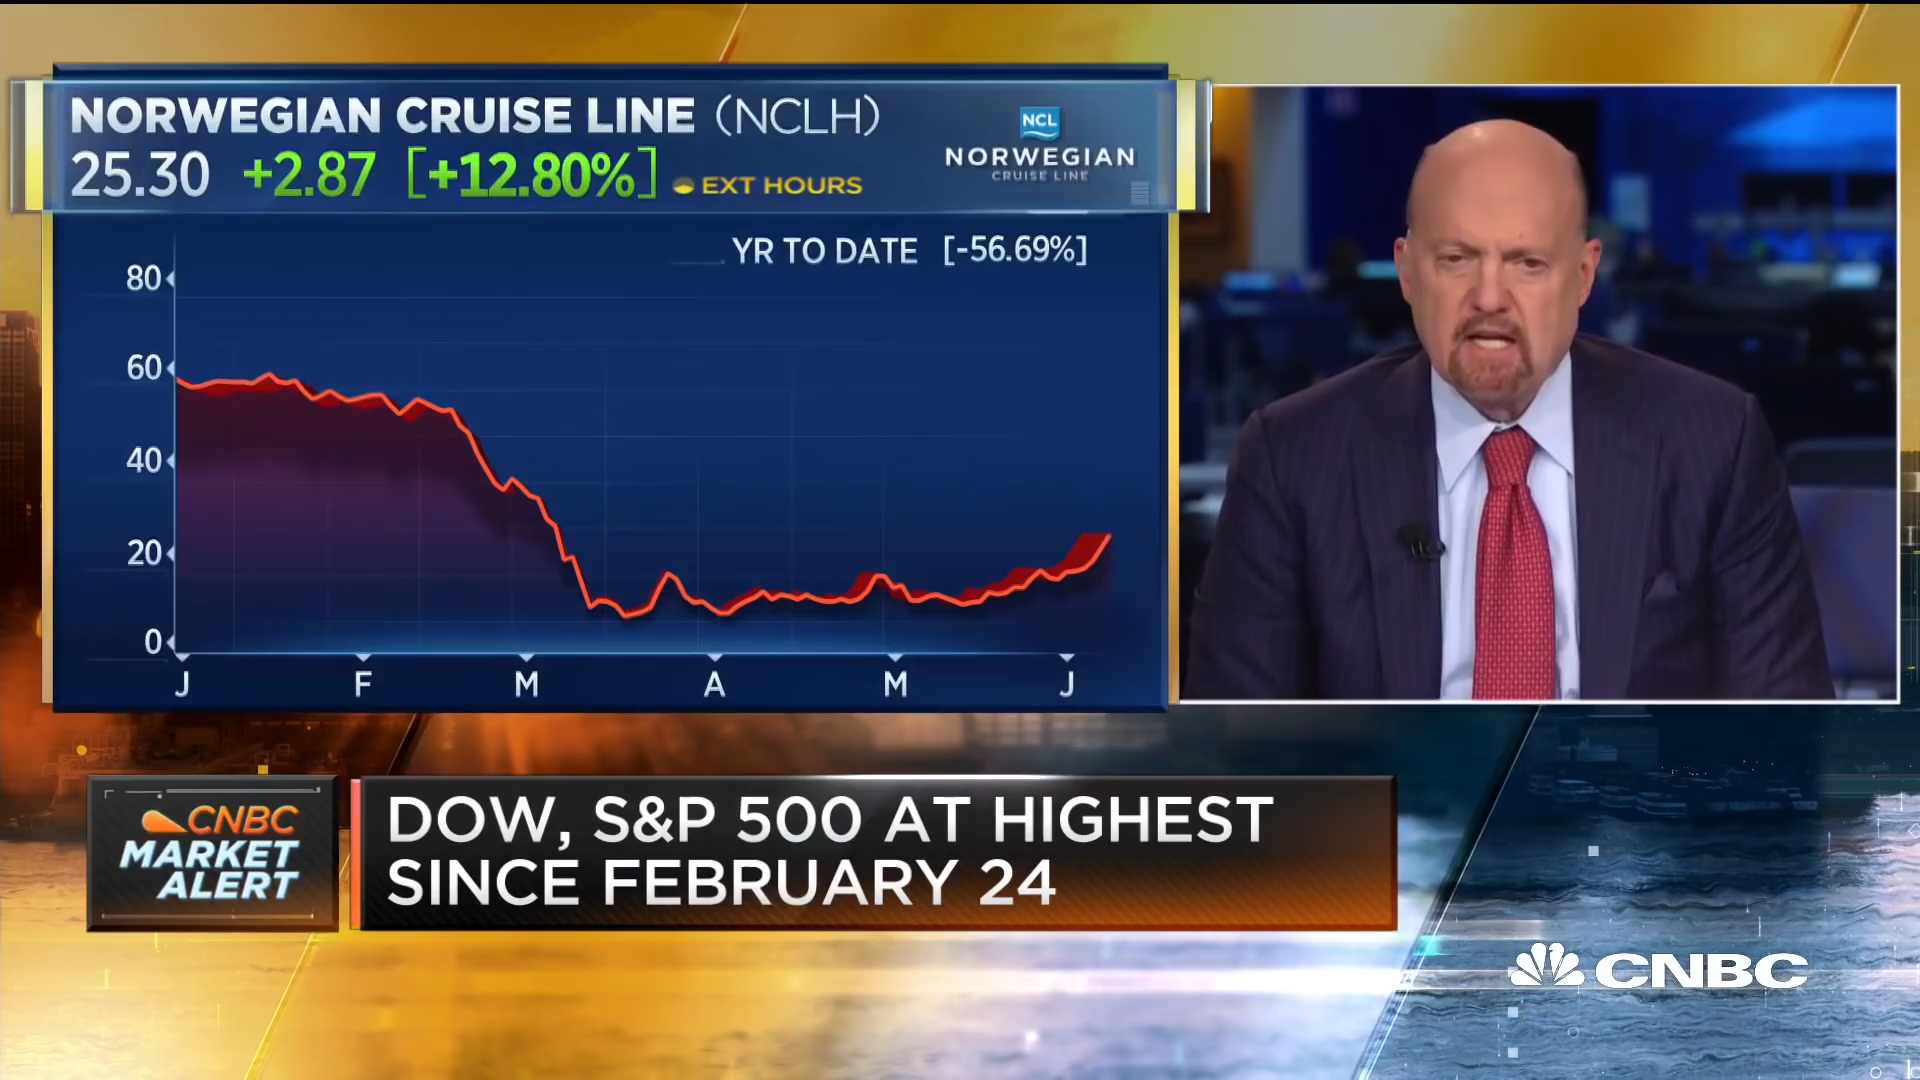 NORWEGIAN CRUISE LINE (NCLH)
25.30 +2.87 [+12.80%] EXT HOURS
NCL
NORWEGIAN
CRUISE LINE
YR TO DATE [-56.69%]
80
60
40
20
0
J F M A M J
CNBC
MARKET
ALERT
DOW, S&P 500 AT HIGHEST
SINCE FEBRUARY 24
CNBC